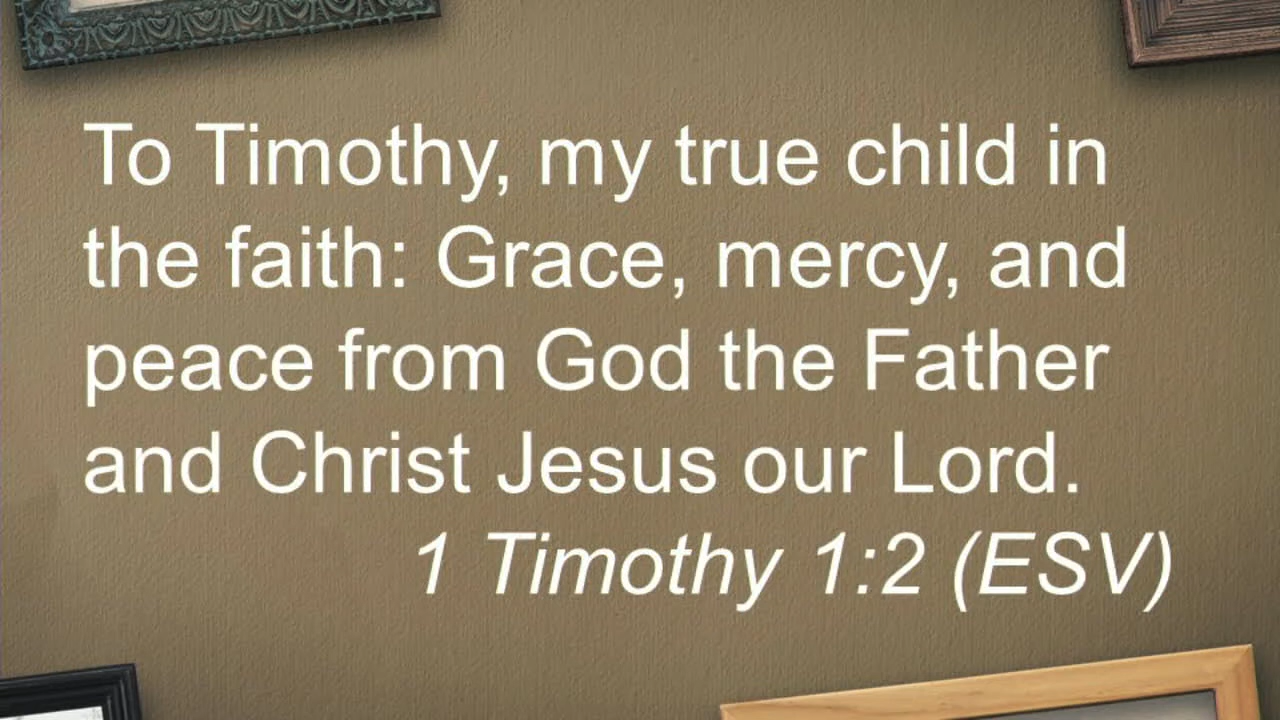 To Timothy, my true child in
the faith: Grace, mercy, and
peace from God the Father
and Christ Jesus our Lord.
1 Timothy 1:2 (ESV)